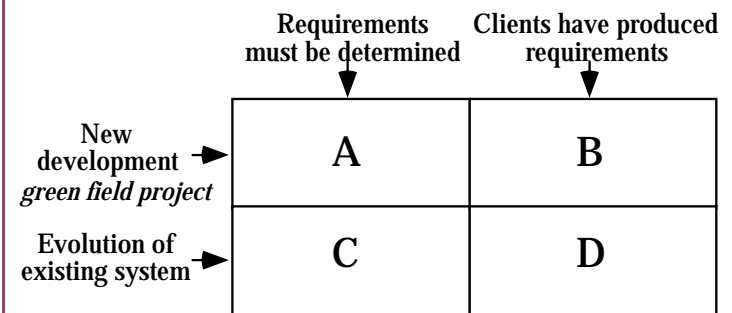 Requirements
must be determined
Clients have produced
requirements
New
development
green field project
A
B
Evolution of
existing system
C
D